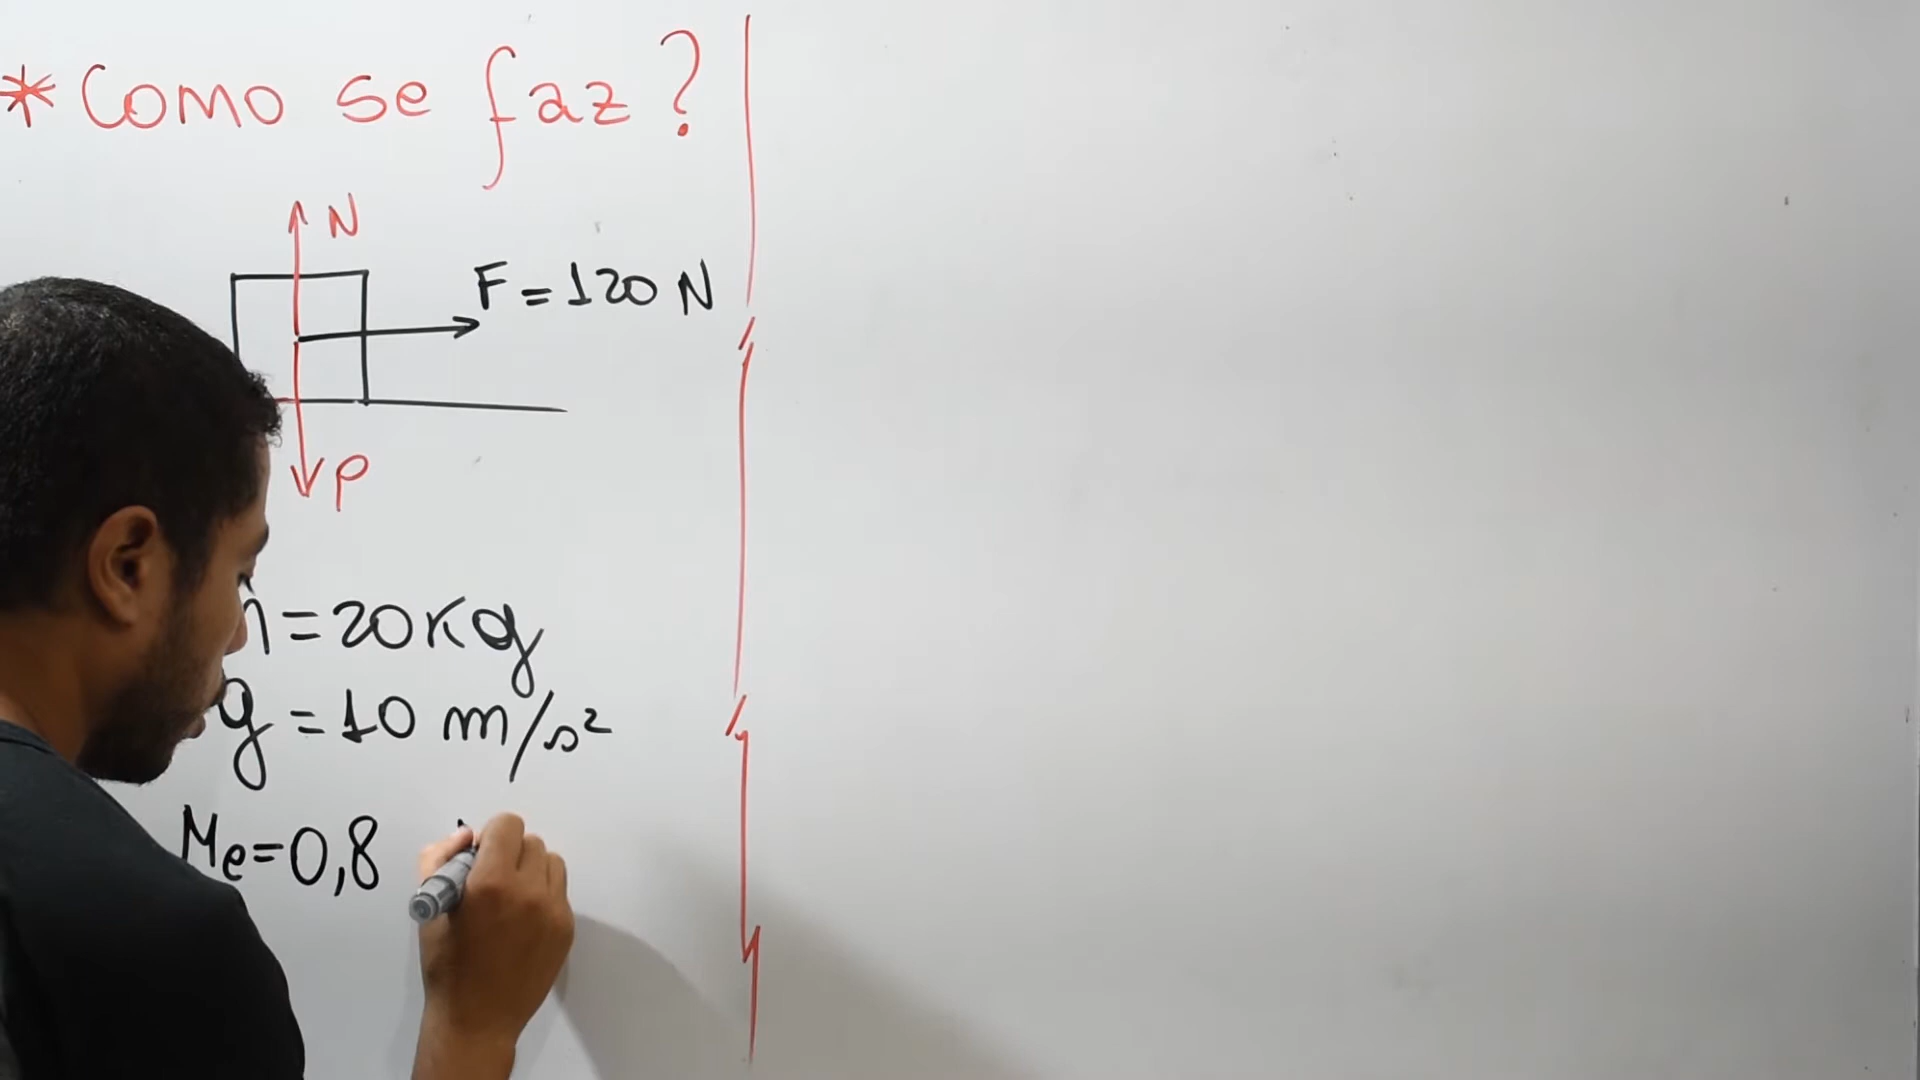 *Como se faz?
N
F = 120 N
P
m = 20 Kg
g = 10 m/s²
Me = 0,8